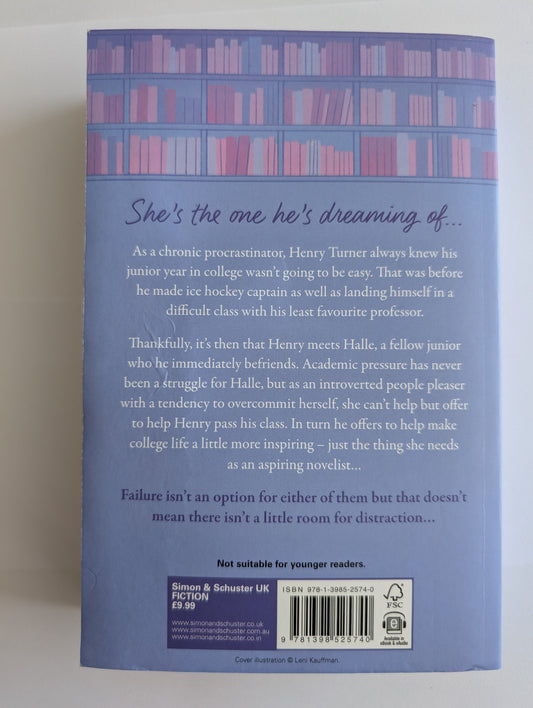 She's the one he's dreaming of...
As a chronic procrastinator, Henry Turner always knew his
junior year in college wasn't going to be easy. That was before
he made ice hockey captain as well as landing himself in a
difficult class with his least favourite professor.
Thankfully, it's then that Henry meets Halle, a fellow junior
who he immediately befriends. Academic pressure has never
been a struggle for Halle, but as an introverted people pleaser
with a tendency to overcommit herself, she can't help but offer
to help Henry pass his class. In turn he offers to help make
college life a little more inspiring – just the thing she needs
as an aspiring novelist...
Failure isn't an option for either of them but that doesn't
mean there isn't a little room for distraction...
Not suitable for younger readers.
Simon & Schuster UK
FICTION
£9.99
www.simonandschuster.co.uk
www.simonandschuster.com.au
www.simonandschuster.co.in
ISBN 978-1-3985-2574-0
9 781398 525740
FSC
e
Available in
eBook & eAudio
Cover illustration © Leni Kauffman.